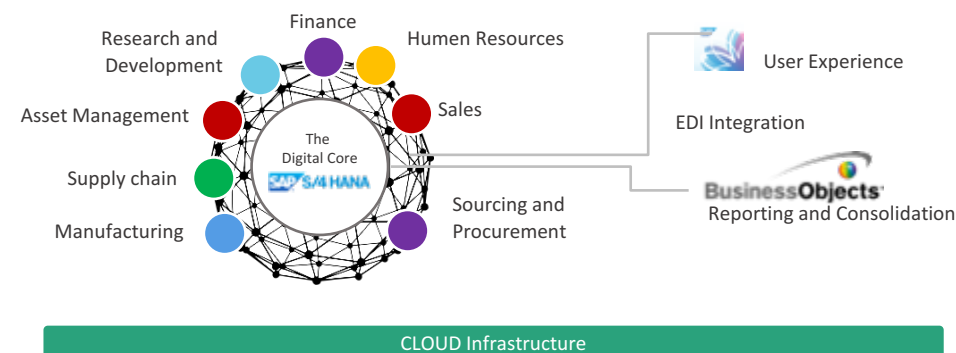 Finance
Research and
Development
Humen Resources
Asset Management
Sales
The
Digital Core
SAP S/4 HANA
Supply chain
Manufacturing
Sourcing and
Procurement
User Experience
EDI Integration
BusinessObjects
Reporting and Consolidation
CLOUD Infrastructure